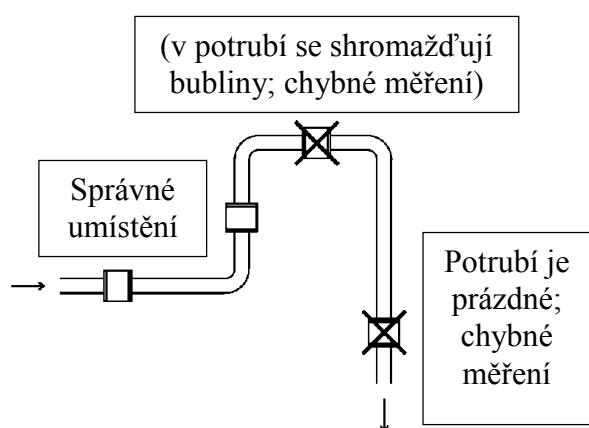 (v potrubí se shromažďují
bubliny; chybné měření)
Správné
umístění
Potrubí je
prázdné;
chybné
měření